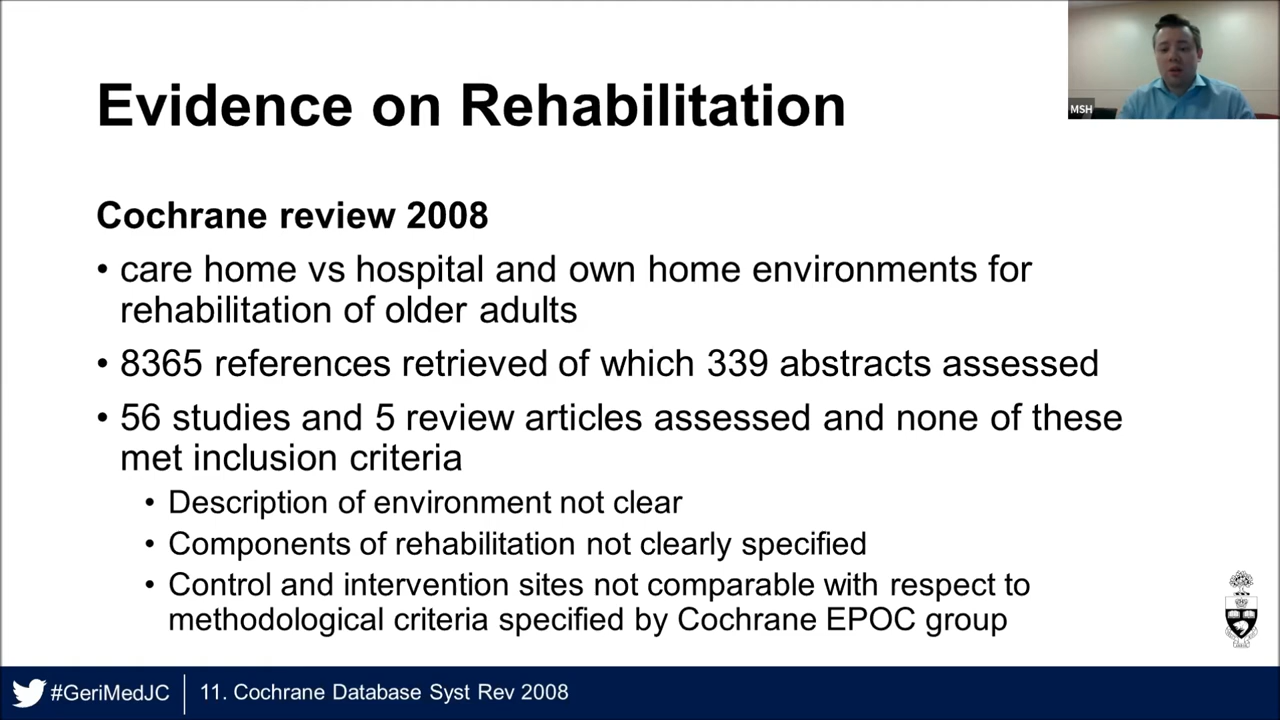 Evidence on Rehabilitation
MSH
Cochrane review 2008
• care home vs hospital and own home environments for
rehabilitation of older adults
• 8365 references retrieved of which 339 abstracts assessed
• 56 studies and 5 review articles assessed and none of these
met inclusion criteria
• Description of environment not clear
• Components of rehabilitation not clearly specified
• Control and intervention sites not comparable with respect to
methodological criteria specified by Cochrane EPOC group
#GeriMedJC
11. Cochrane Database Syst Rev 2008